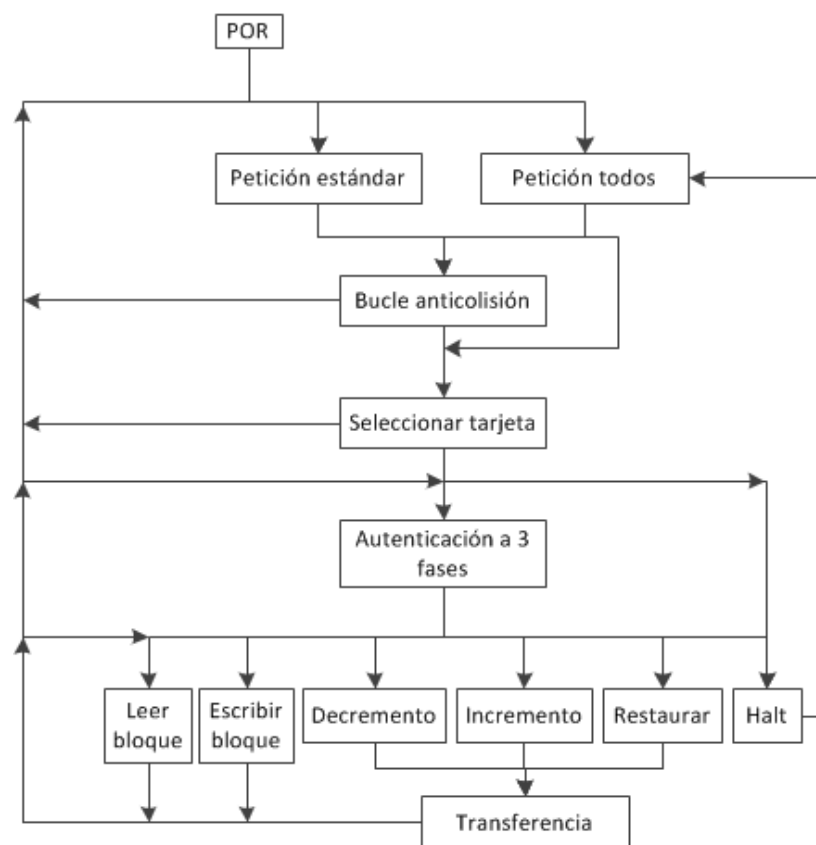 POR
Petición estándar
Petición todos
Bucle anticolisión
Seleccionar tarjeta
Autenticación a 3
fases
Leer
bloque
Escribir
bloque
Decremento
Incremento
Restaurar
Halt
Transferencia